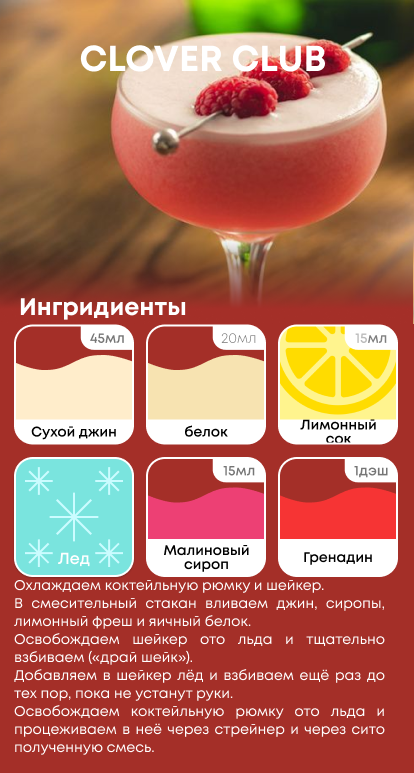 CLOVER CLUB
Ингридиенты
45мл
20мл
15мл
Сухой джин
белок
Лимонный
сок
15мл
1дэш
Лед
Малиновый
сироп
Гренадин
Охлаждаем коктейльную рюмку и шейкер.
В смесительный стакан вливаем джин, сиропы,
лимонный фреш и яичный белок.
Освобождаем шейкер ото льда и тщательно
взбиваем («драй шейк»).
Добавляем в шейкер лёд и взбиваем ещё раз до
тех пор, пока не устанут руки.
Освобождаем коктейльную рюмку ото льда и
процеживаем в неё через стрейнер и через сито
полученную смесь.